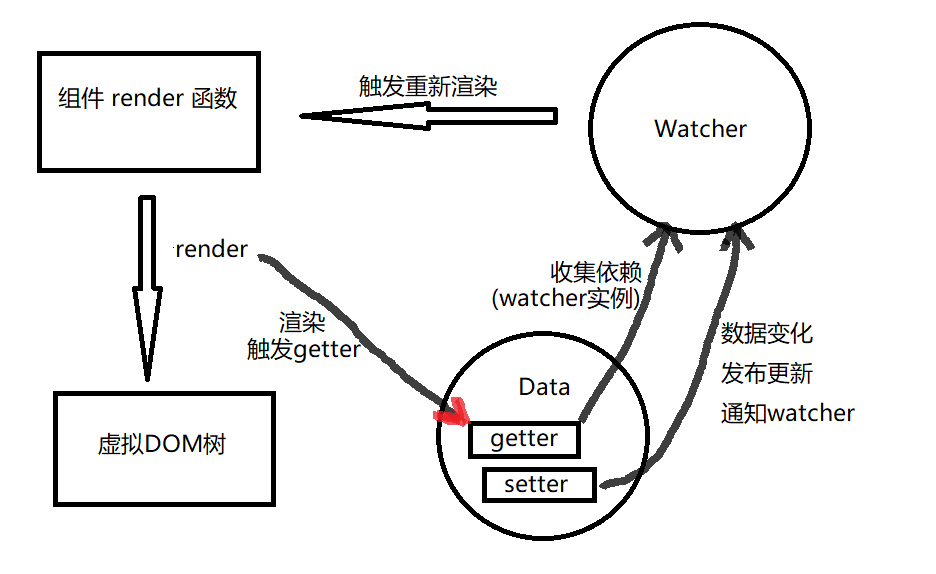 触发重新渲染
组件 render 函数
Watcher
render
收集依赖
(watcher实例)
渲染
触发getter
数据变化
发布更新
通知watcher
Data
getter
setter
虚拟DOM树